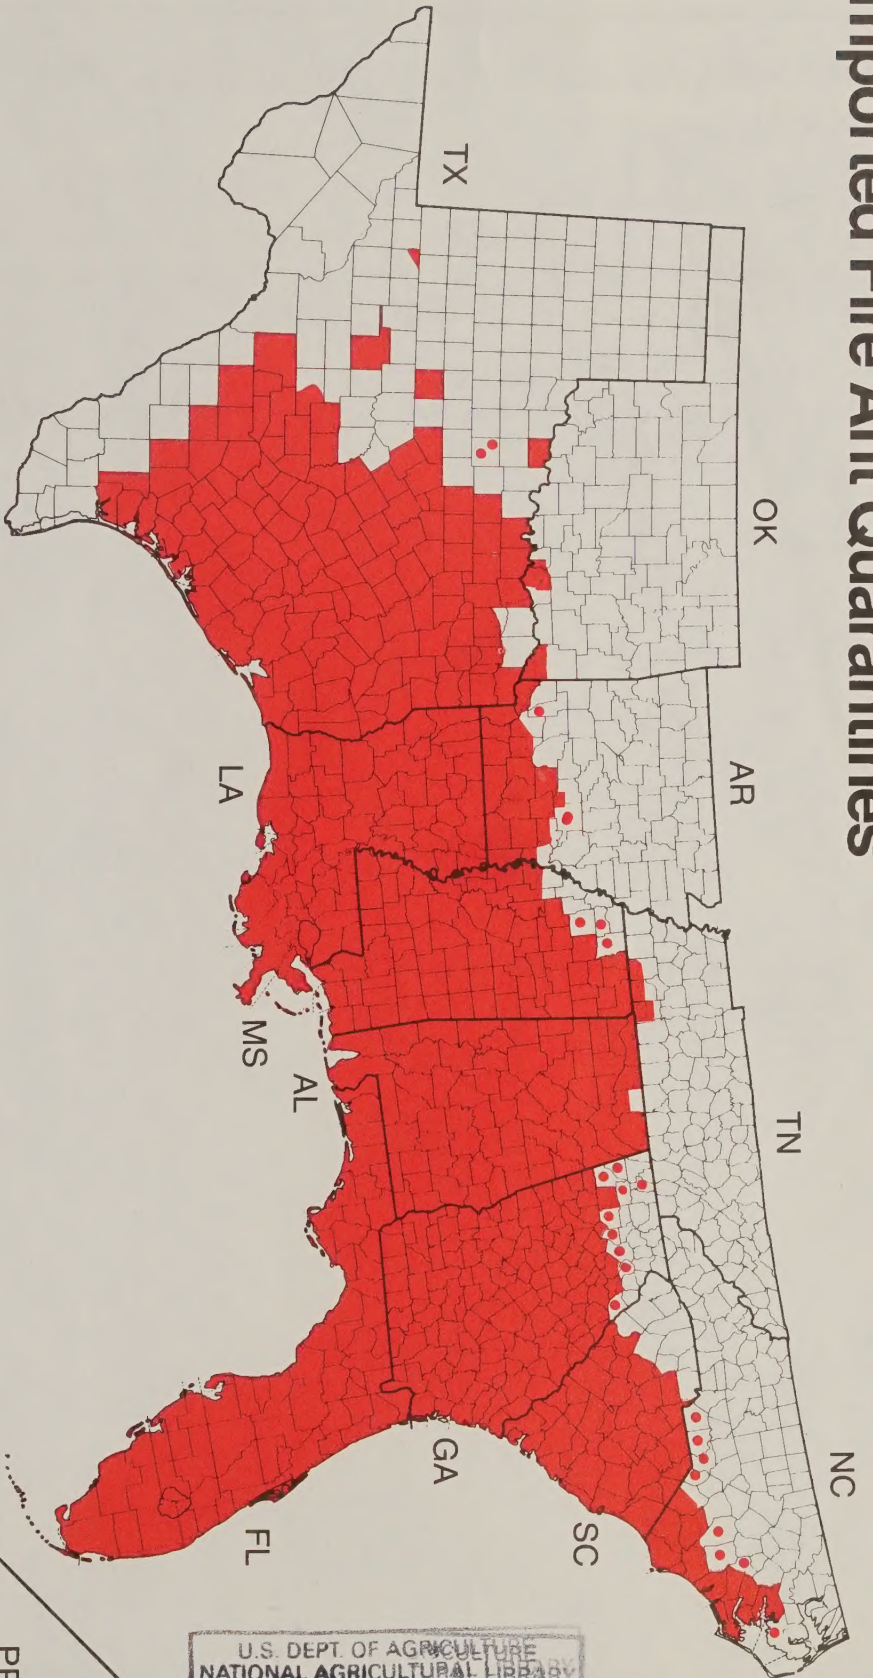 Imported Fire Ant Quarantines
TX
OK
AR
TN
NC
LA
MS
AL
GA
SC
FL
U.S. DEPT. OF AGRICULTURE
NATIONAL AGRICULTURAL LIBRARY